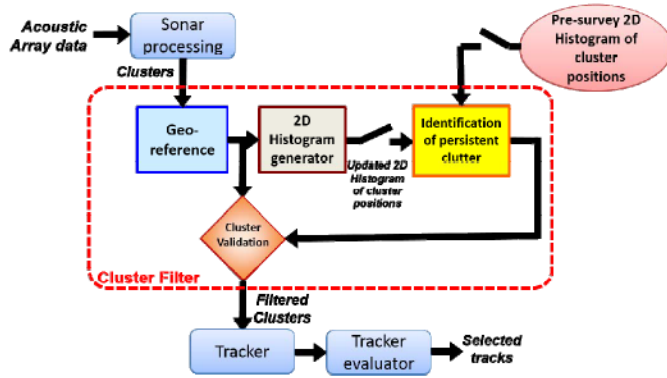 Acoustic
Array data
Sonar
processing
Pre-survey 2D
Histogram of
cluster
positions
Clusters
Geo-
reference
2D
Histogram
generator
Identification
of persistent
clutter
Updated 2D
Histogram
of cluster
positions
Cluster
Validation
Cluster Filter
Filtered
Clusters
Tracker
Tracker
evaluator
Selected
tracks